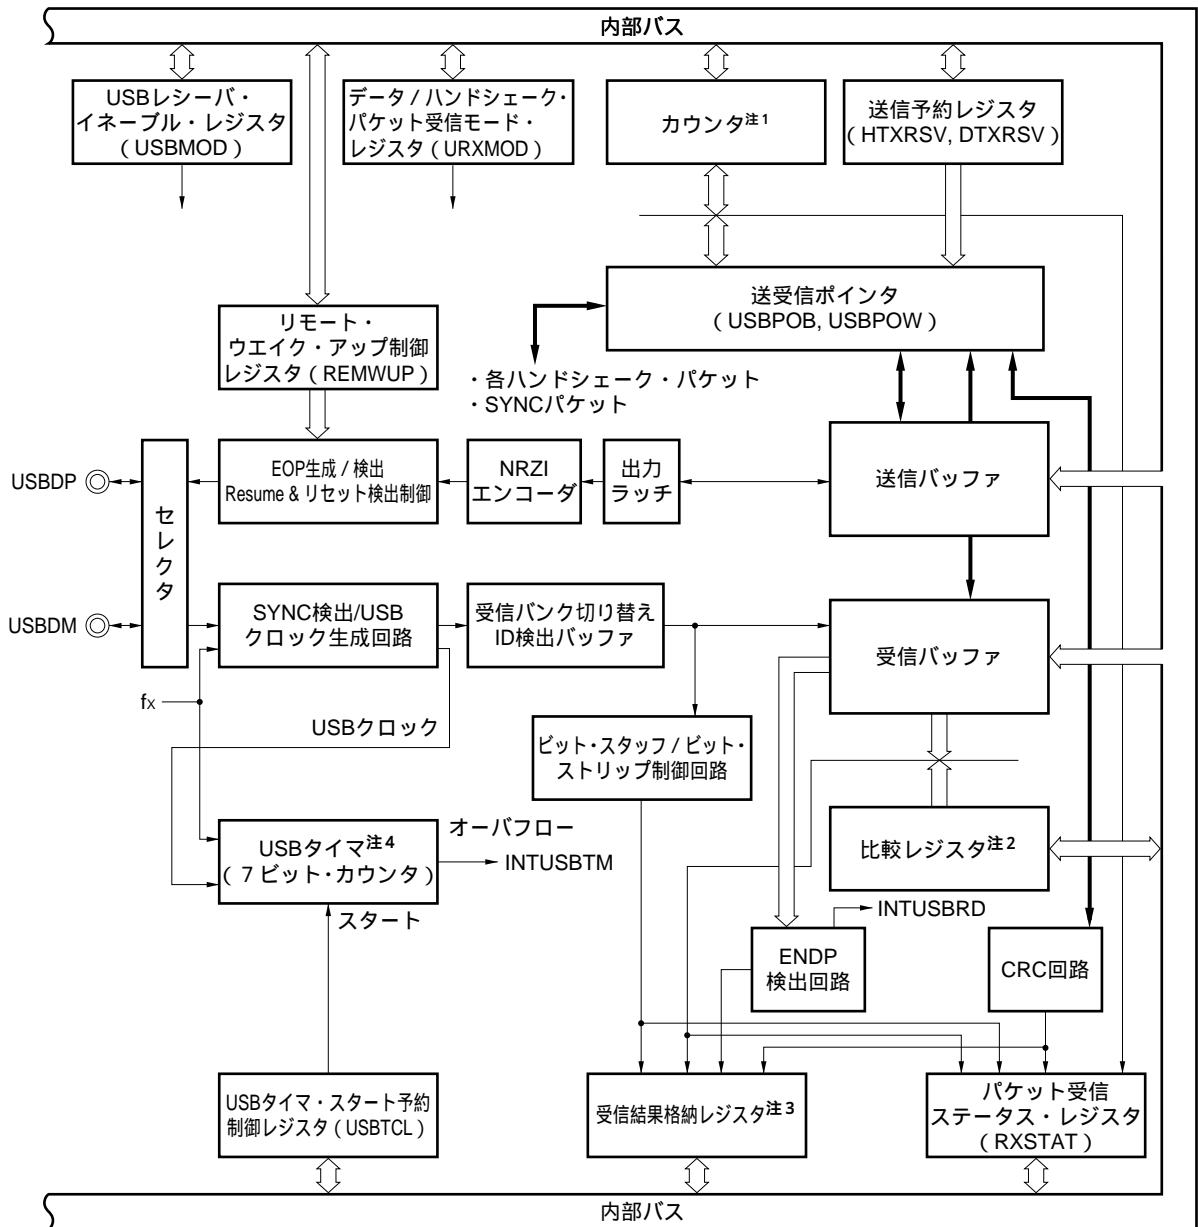 内部バス
USBレシーバ・
イネーブル・レジスタ
(USBMOD)
データ/ハンドシェーク・
パケット受信モード・
レジスタ(URXMOD)
カウンタ注1
送信予約レジスタ
(HTXRSV, DTXRSV)
送受信ポインタ
(USBPOB, USBPOW)
リモート・
ウエイク・アップ制御
レジスタ(REMWUP)
・各ハンドシェーク・パケット
・SYNCパケット
USBDP
セレクタ
EOP生成/検出
Resume & リセット検出制御
NRZI
エンコーダ
出力
ラッチ
送信バッファ
USBDM
SYNC検出/USB
クロック生成回路
受信バンク切り替え
ID検出バッファ
受信バッファ
fX
USBクロック
ビット・スタッフ/ビット・
ストリップ制御回路
USBタイマ注4
(7ビット・カウンタ)
オーバフロー
INTUSBTM
スタート
比較レジスタ注2
INTUSBRD
ENDP
検出回路
CRC回路
USBタイマ・スタート予約
制御レジスタ(USBTCL)
受信結果格納レジスタ注3
パケット受信
ステータス・レジスタ
(RXSTAT)
内部バス